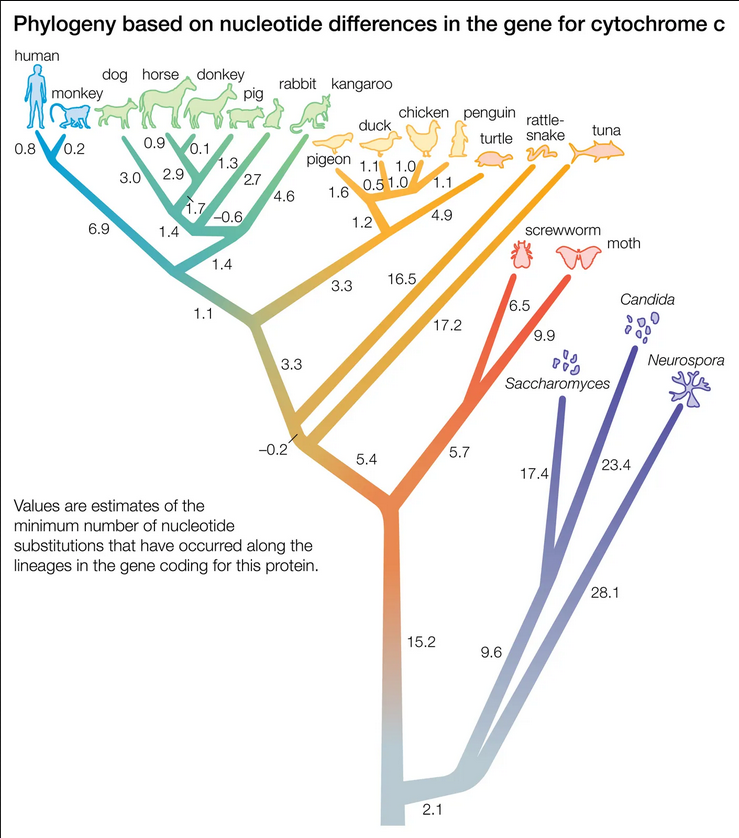 Phylogeny based on nucleotide differences in the gene for cytochrome c
human
monkey
dog
horse
donkey
pig
rabbit
kangaroo
pigeon
duck
chicken
penguin
turtle
rattle-
snake
tuna
0.8
0.2
3.0
0.9
0.1
2.9
1.3
1.7
2.7
–0.6
4.6
1.4
6.9
1.4
1.6
1.1
0.5
1.0
1.0
1.1
1.2
4.9
3.3
1.1
16.5
17.2
3.3
–0.2
5.4
screwworm
moth
6.5
9.9
5.7
Candida
Saccharomyces
Neurospora
17.4
23.4
28.1
Values are estimates of the
minimum number of nucleotide
substitutions that have occurred along the
lineages in the gene coding for this protein.
15.2
9.6
2.1